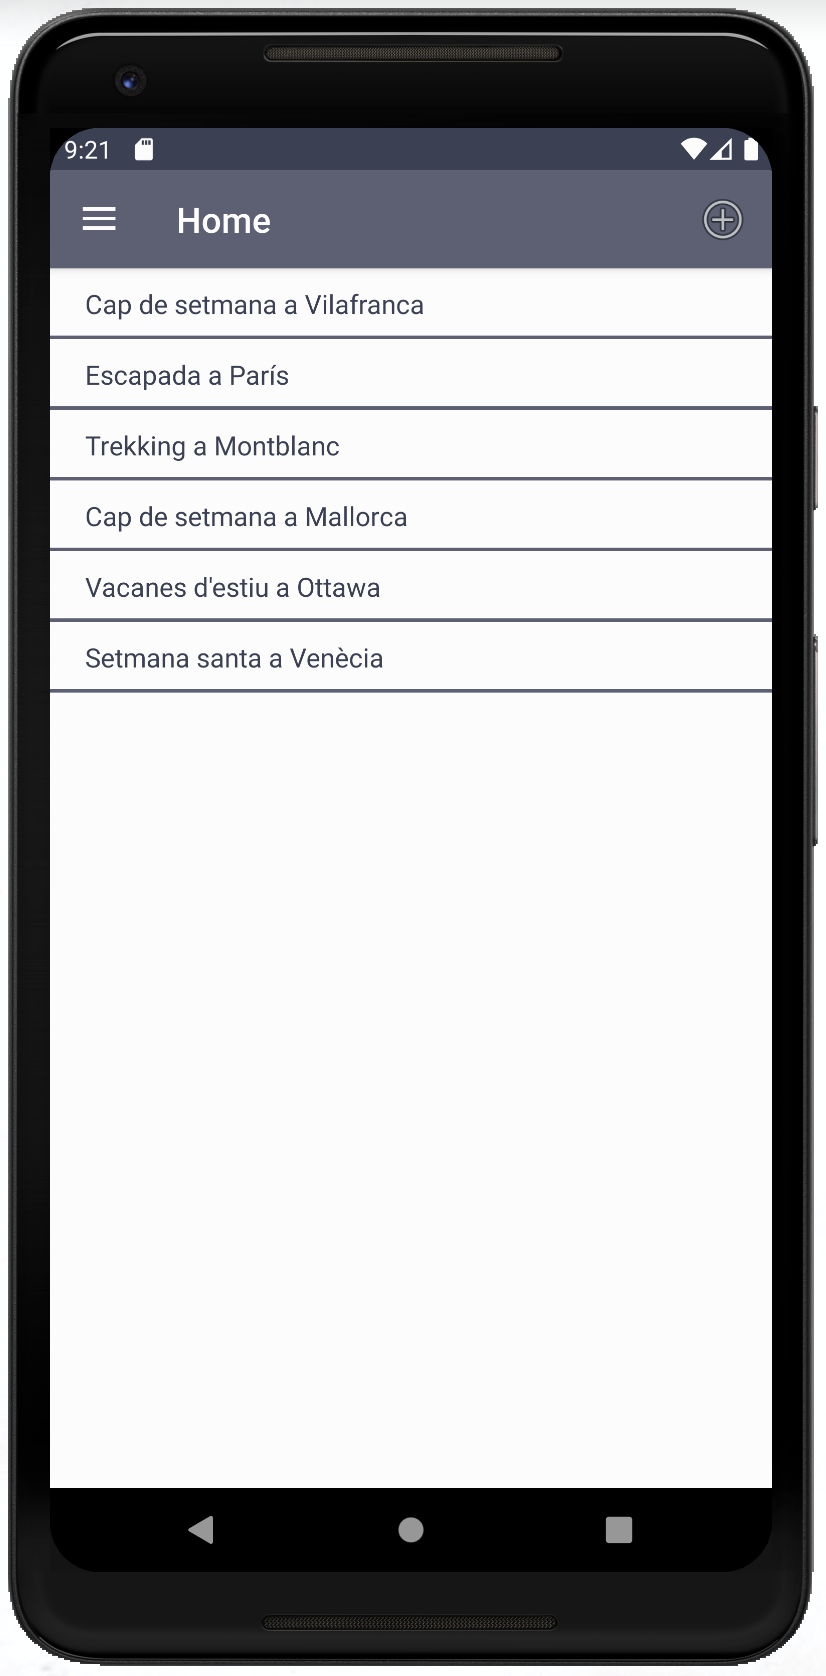 9:21
Home
Cap de setmana a Vilafranca
Escapada a París
Trekking a Montblanc
Cap de setmana a Mallorca
Vacanes d'estiu a Ottawa
Setmana santa a Venècia